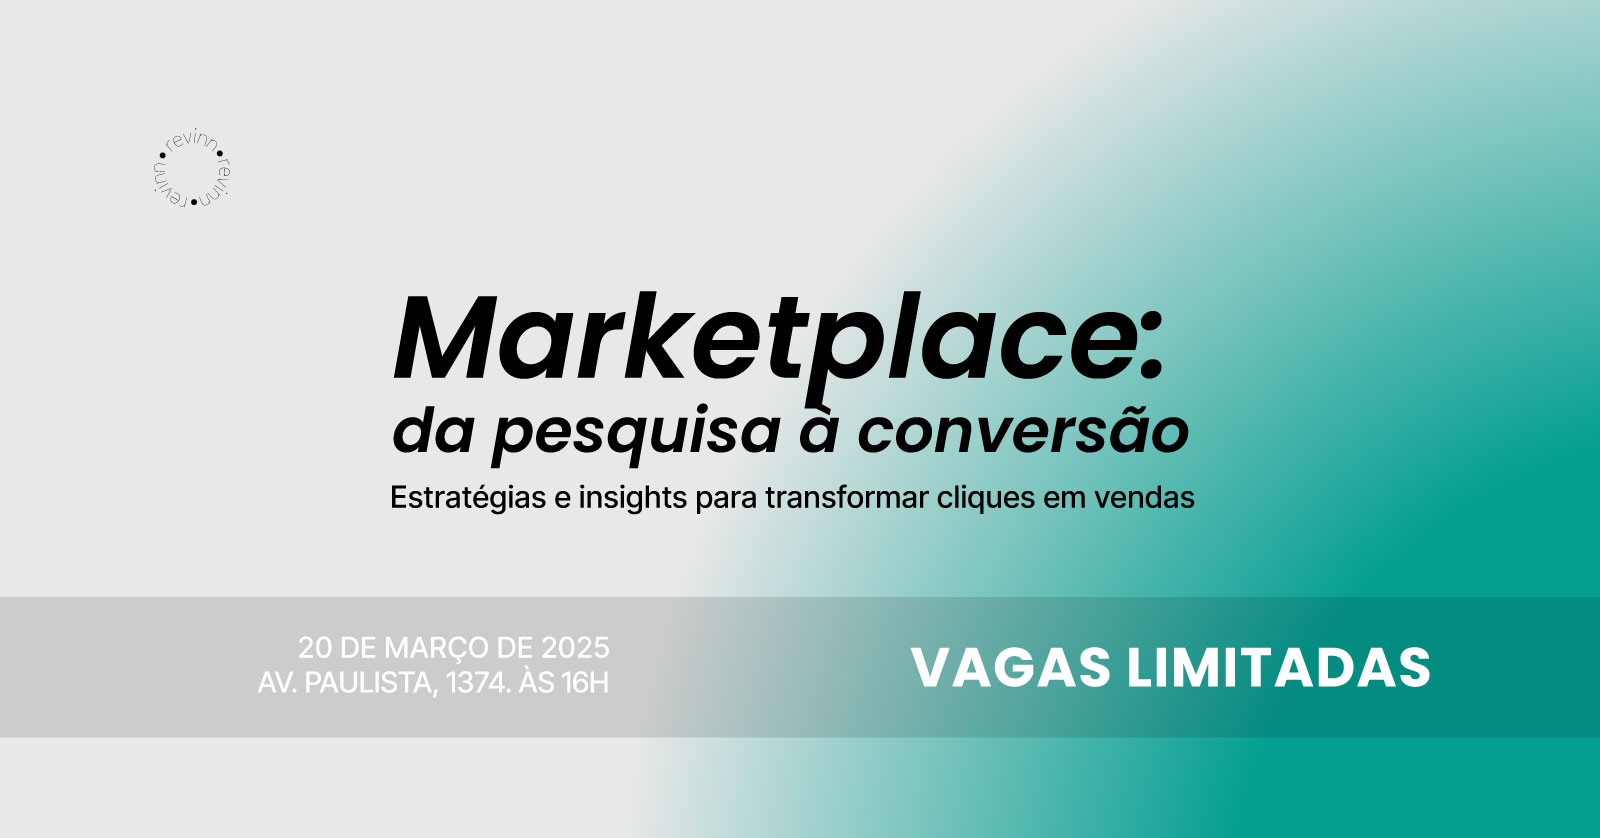 revinn • revinn • revinn •
Marketplace:
da pesquisa à conversão
Estratégias e insights para transformar cliques em vendas
20 DE MARÇO DE 2025
AV. PAULISTA, 1374. ÀS 16H
VAGAS LIMITADAS